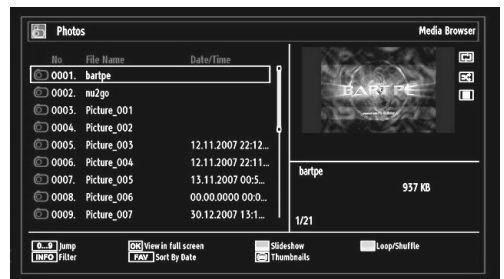 Photos Media Browser
No File Name Date/Time
0001. bartpe
0002. nu2go
0003. Picture_001
0004. Picture_002
0005. Picture_003 12.11.2007 22:12...
0006. Picture_004 12.11.2007 22:11...
0007. Picture_005 13.11.2007 00:5...
0008. Picture_006 00.00.0000 00:0...
0009. Picture_007 30.12.2007 13:1...
BART PE
bartpe
937 KB
1/21
0...9 Jump OK View in full screen Slideshow Loop/Shuffle
INFO Filter FAV Sort By Date Thumbnails